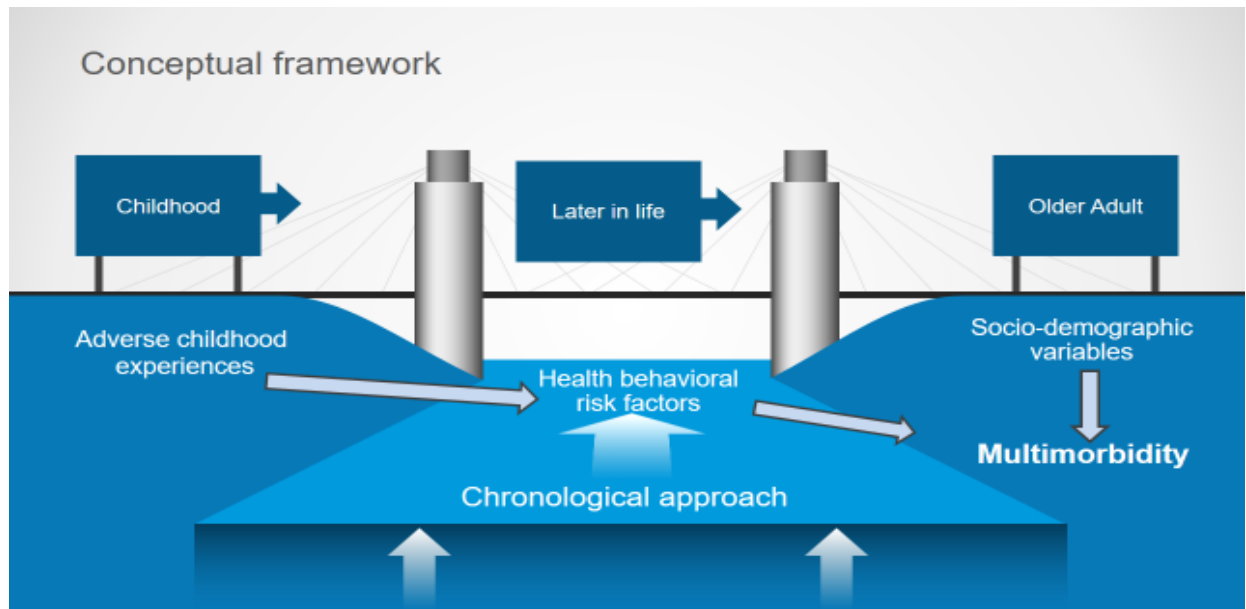 Conceptual framework
Childhood
Later in life
Older Adult
Adverse childhood
experiences
Health behavioral
risk factors
Socio-demographic
variables
Multimorbidity
Chronological approach